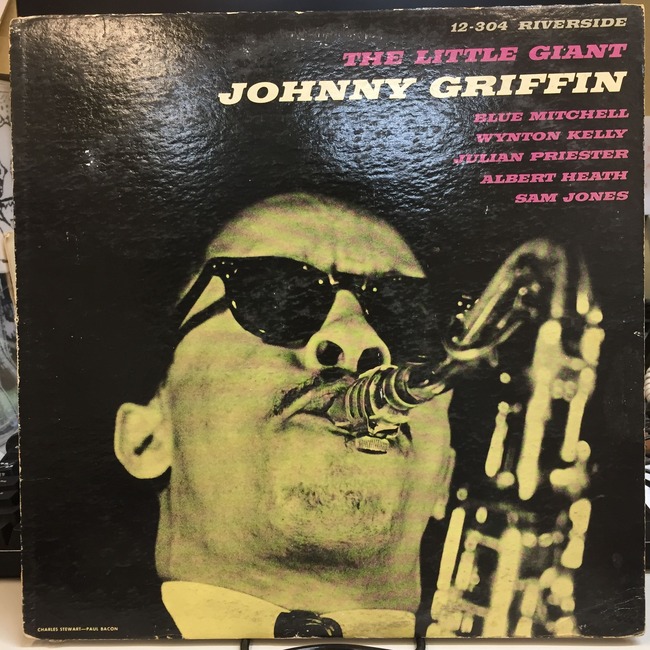 12-304 RIVERSIDE
THE LITTLE GIANT
JOHNNY GRIFFIN
BLUE MITCHELL
WYNTON KELLY
JULIAN PRIESTER
ALBERT HEATH
SAM JONES
CHARLES STEWART—PAUL BACON